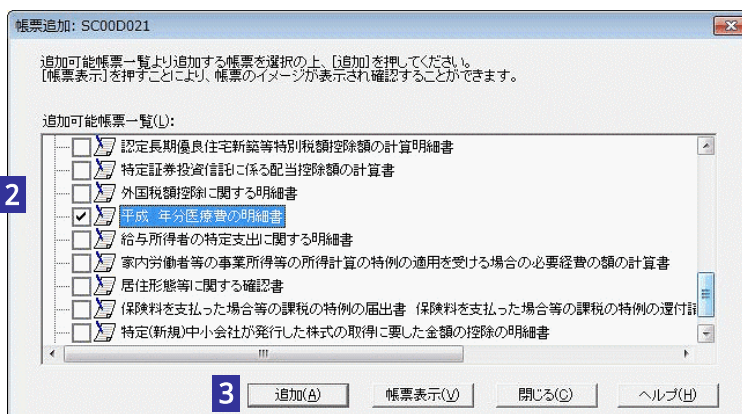 帳票追加: SC00D021
追加可能帳票一覧より追加する帳票を選択の上、[追加]を押してください。
[帳票表示]を押すことにより、帳票のイメージが表示され確認することができます。
追加可能帳票一覧(L):
認定長期優良住宅新築等特別税額控除額の計算明細書
特定証券投資信託に係る配当控除額の計算書
外国税額控除に関する明細書
2
平成 年分医療費の明細書
給与所得者の特定支出に関する明細書
家内労働者等の事業所得等の所得計算の特例の適用を受ける場合の必要経費の額の計算書
居住形態等に関する確認書
保険料を支払った場合等の課税の特例の届出書 (保険料を支払った場合等の課税の特例の還付請
特定(新規)中小会社が発行した株式の取得に要した金額の控除の明細書
3
追加(A) 帳票表示(V) 閉じる(C) ヘルプ(H)